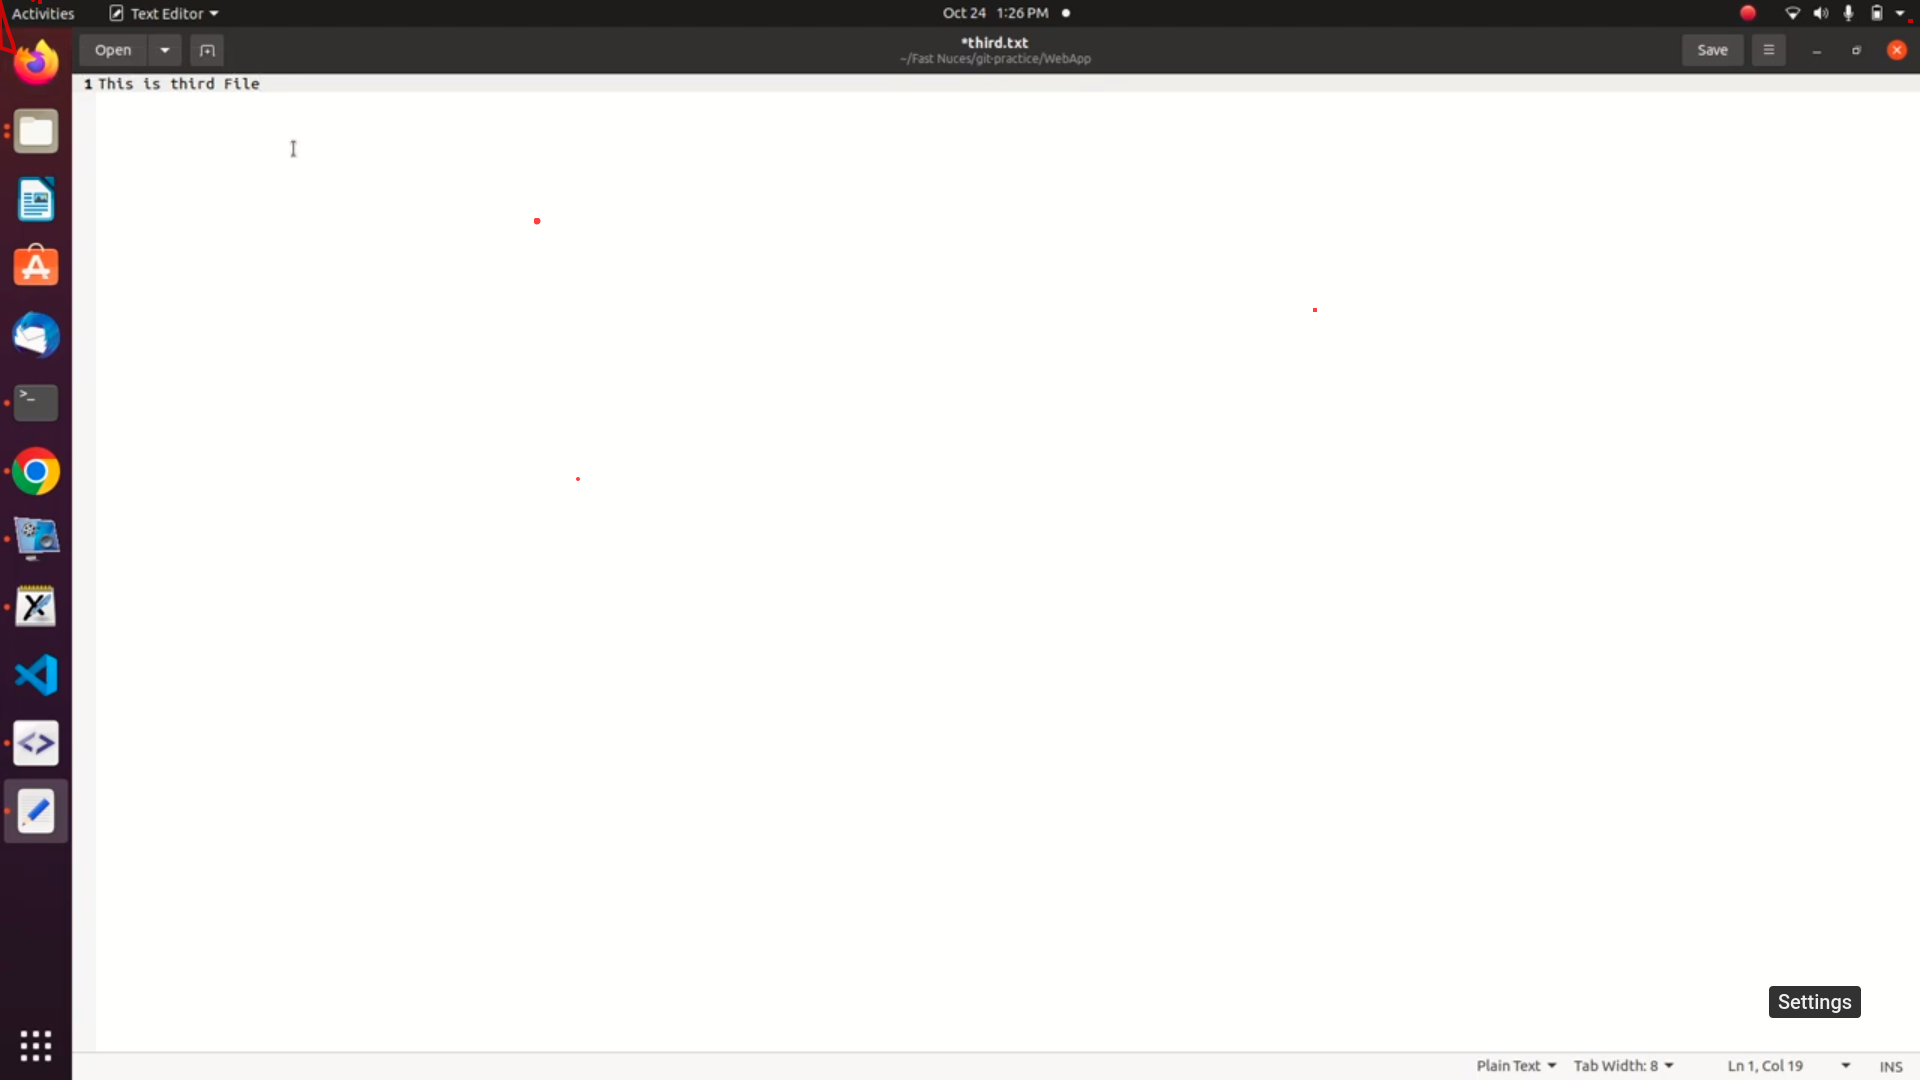 Activities
Text Editor
Oct 24 1:26 PM
Open
*third.txt
~/Fast Nuces/git-practice/WebApp
Save
1 This is third File
Settings
Plain Text
Tab Width: 8
Ln 1, Col 19
INS